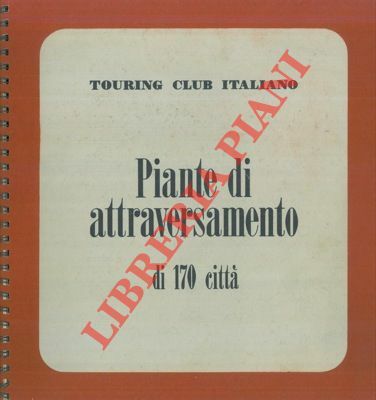 TOURING CLUB ITALIANO
Piante di
attraversamento
di 170 città
LIBRERIA PIANI